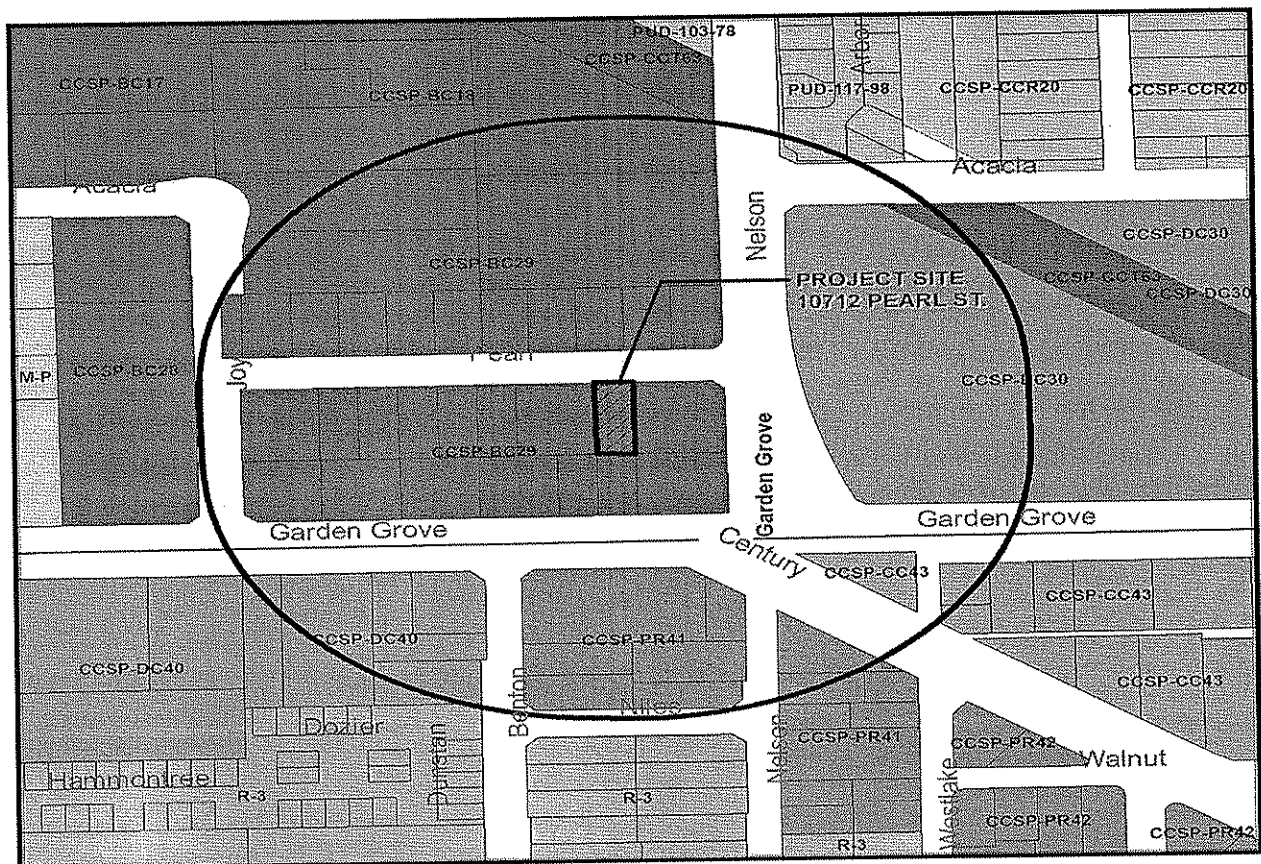 PUD-103-78
CCSP-CCT63
Arbor
CCSP-BC17
CCSP-BC18
PUD-117-98
CCSP-CCR20
CCSP-CCR20
Acacia
Acacia
Nelson
CCSP-DC30
CCSP-BC29
CCSP-CCT63
CCSP-DC30
PROJECT SITE
10712 PEARL ST.
Pearl
M-P
CCSP-BC28
Joy
CCSP-DC30
CCSP-BC29
Garden Grove
Garden Grove
Garden Grove
Century
CCSP-CC43
CCSP-CC43
CCSP-DC40
CCSP-PR41
CCSP-DC40
CCSP-CC43
Benton
Niles
Dozier
Dunstan
Nelson
CCSP-PR41
CCSP-PR42
Walnut
Hammontree
R-3
R-3
Westlake
CCSP-PR42
CCSP-PR42
R-3